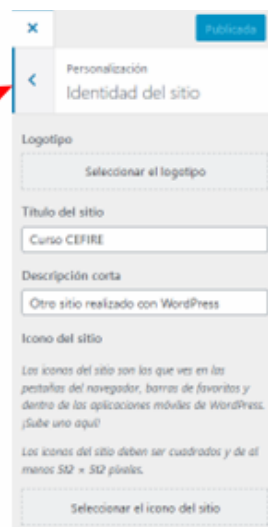 ×
Publicada
Personalización
Identidad del sitio
Logotipo
Seleccionar el logotipo
Título del sitio
Curso CEFIRE
Descripción corta
Otro sitio realizado con WordPress
Icono del sitio
Los iconos del sitio son los que ves en las
pestañas del navegador, barras de favoritos y
dentro de las aplicaciones móviles de WordPress.
¡Sube uno aquí!
Los iconos del sitio deben ser cuadrados y de al
menos 512 × 512 píxeles.
Seleccionar el icono del sitio